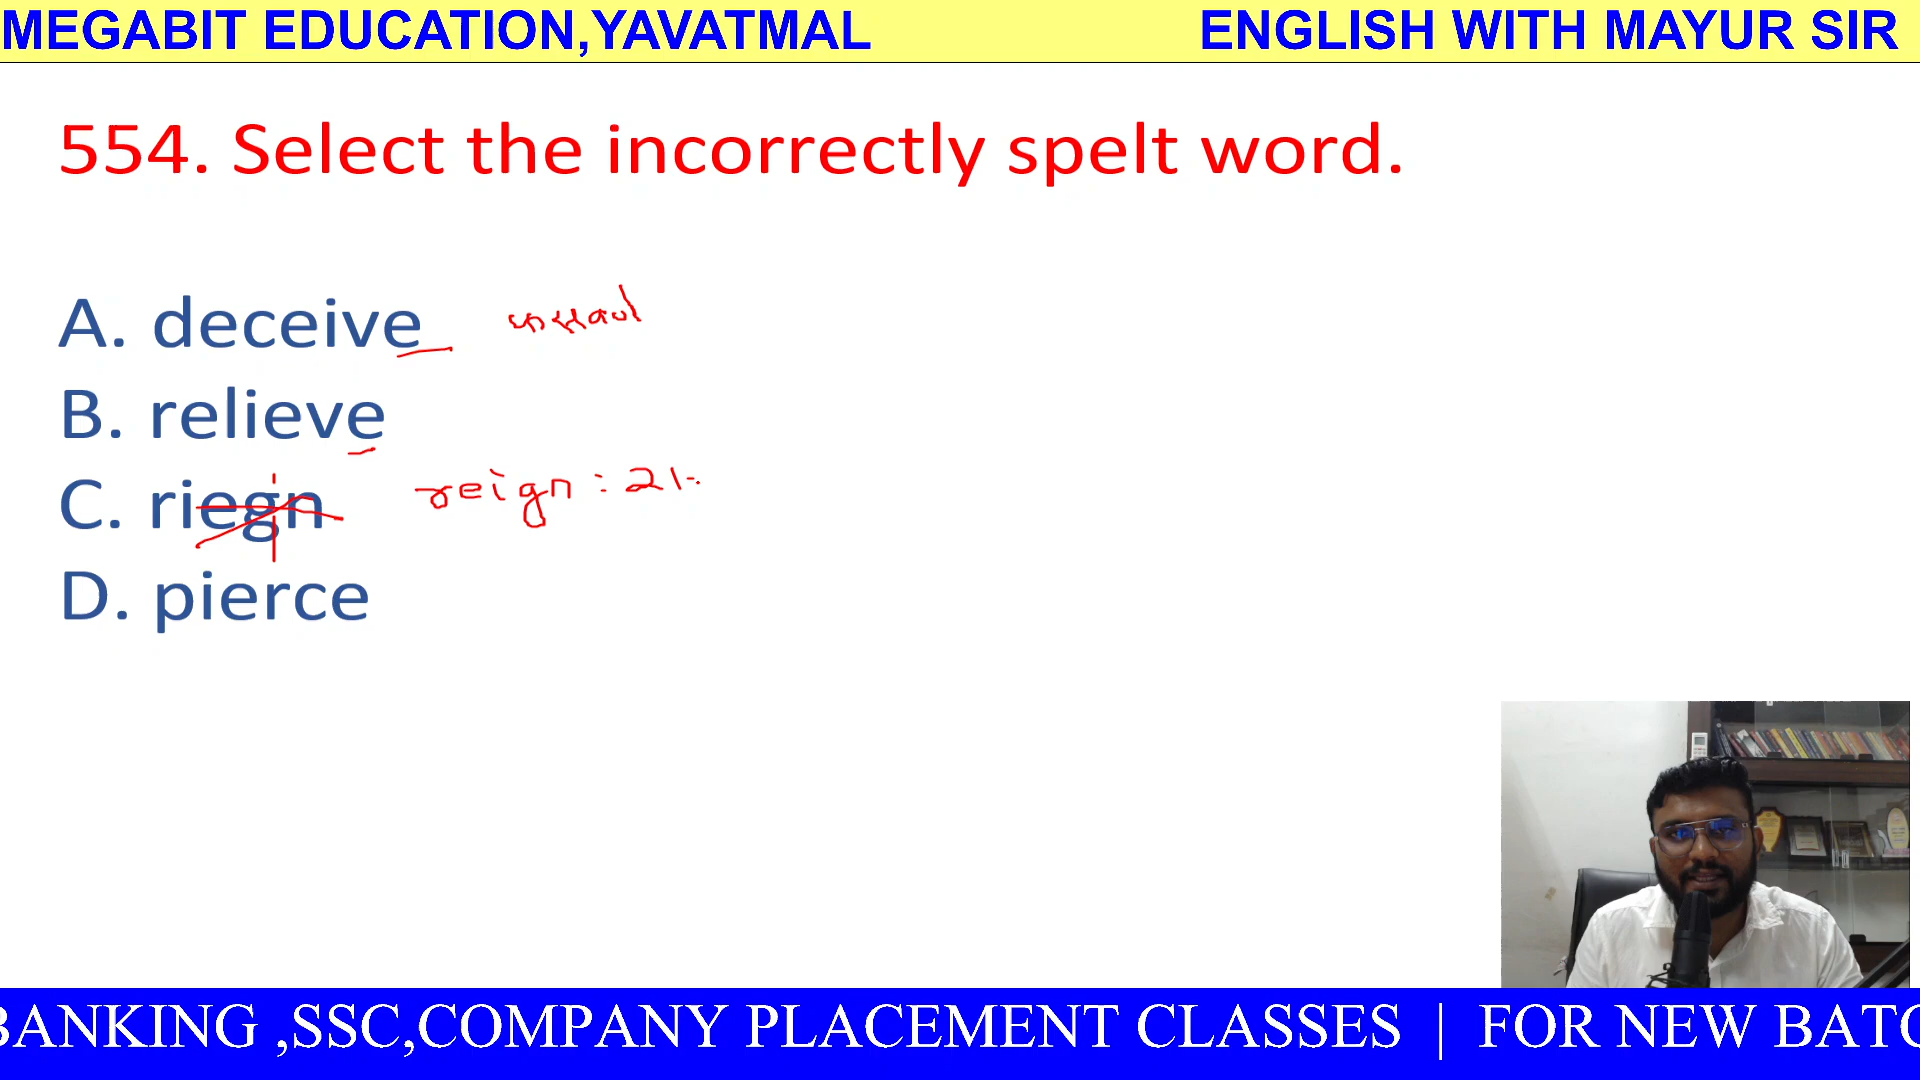 MEGABIT EDUCATION,YAVATMAL
ENGLISH WITH MAYUR SIR
554. Select the incorrectly spelt word.
A. deceive फसवणे
B. relieve
C. riegn reign :
D. pierce
BANKING ,SSC,COMPANY PLACEMENT CLASSES | FOR NEW BATC